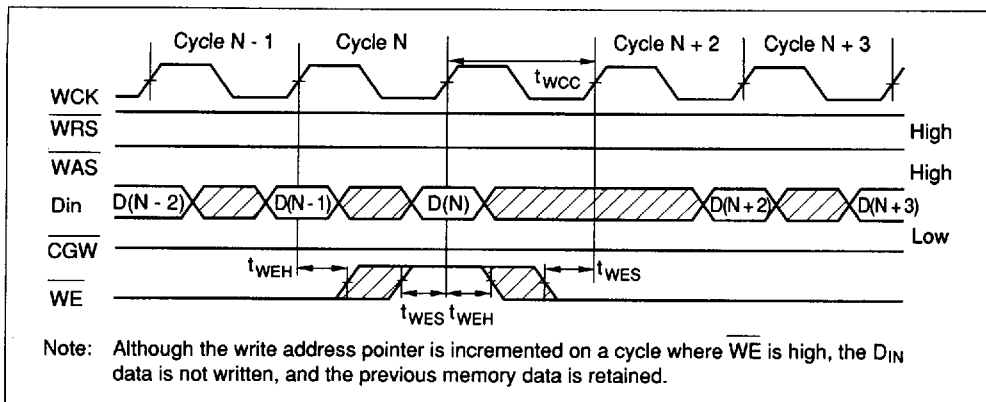 Cycle N - 1 Cycle N Cycle N + 2 Cycle N + 3
tWCC
WCK
WRS High
WAS High
Din D(N - 2) D(N - 1) D(N) D(N + 2) D(N + 3)
CGW Low
tWEH tWES
WE
tWES tWEH
Note: Although the write address pointer is incremented on a cycle where WE is high, the DIN
data is not written, and the previous memory data is retained.